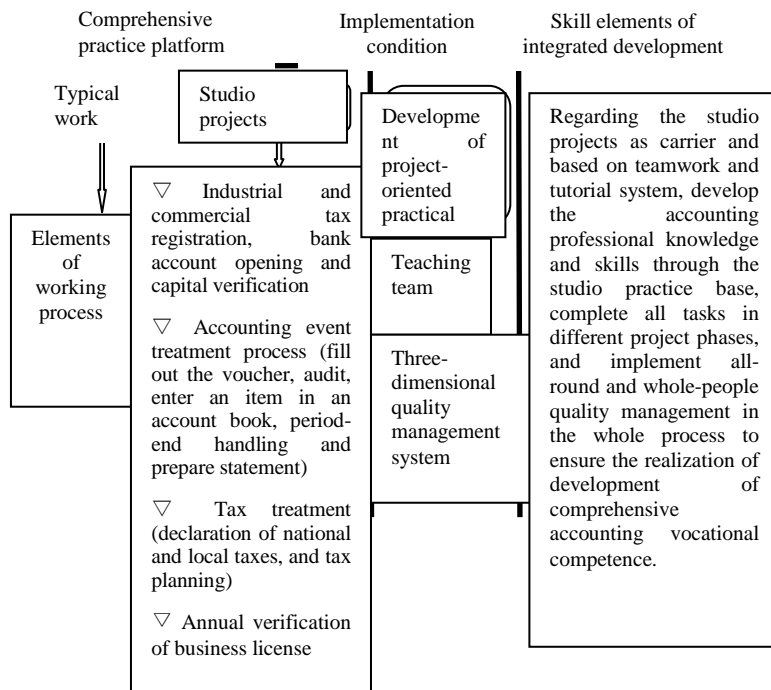 Comprehensive
practice platform
Implementation
condition
Skill elements of
integrated development
Typical
work
Studio
projects
Elements
of
working
process
▽ Industrial and
commercial tax
registration, bank
account opening and
capital verification
▽ Accounting event
treatment process (fill
out the voucher, audit,
enter an item in an
account book, period-
end handling and
prepare statement)
▽ Tax treatment
(declaration of national
and local taxes, and tax
planning)
▽ Annual verification
of business license
Developme
nt of
project-
oriented
practical
Teaching
team
Three-
dimensional
quality
management
system
Regarding the studio
projects as carrier and
based on teamwork and
tutorial system, develop
the accounting
professional knowledge
and skills through the
studio practice base,
complete all tasks in
different project phases,
and implement all-
round and whole-people
quality management in
the whole process to
ensure the realization of
development of
comprehensive
accounting vocational
competence.